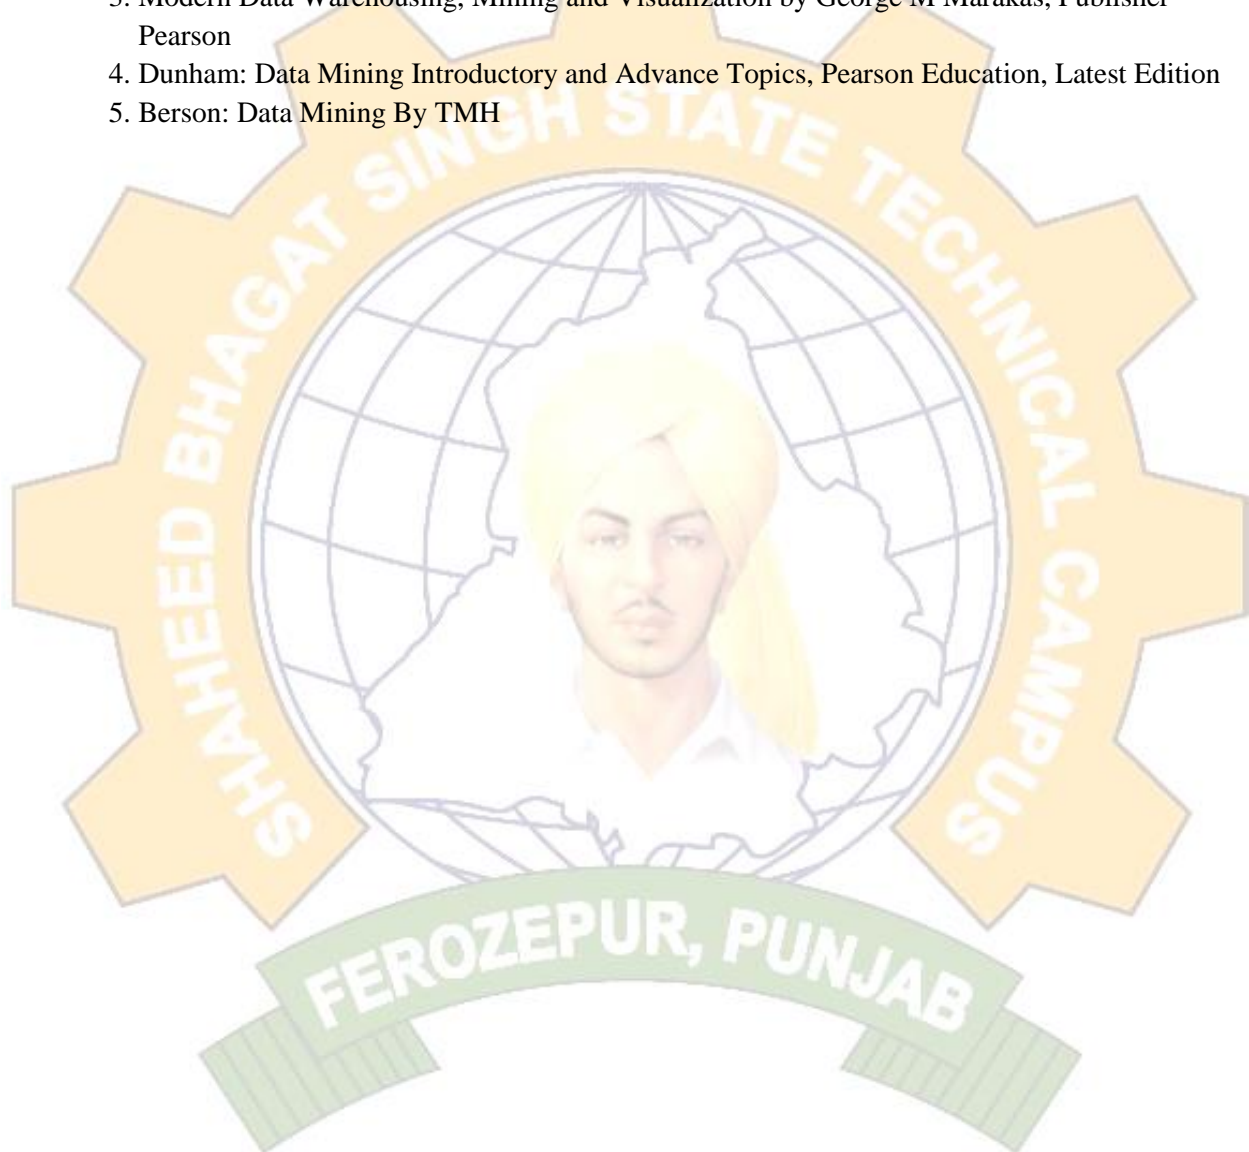 3. Modern Data Warehousing, Mining and Visualization by George M Marakas, Publisher
Pearson
4. Dunham: Data Mining Introductory and Advance Topics, Pearson Education, Latest Edition
5. Berson: Data Mining By TMH
SHAHEED BHAGAT SINGH STATE TECHNICAL CAMPUS
FEROZEPUR, PUNJAB